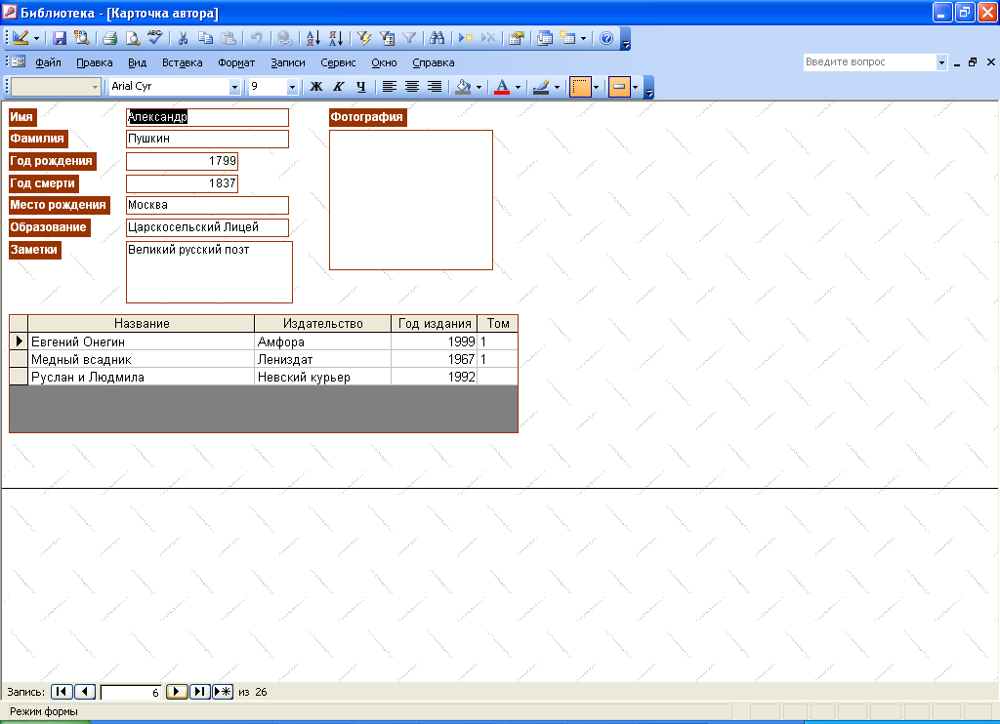 Библиотека - [Карточка автора]
Файл Правка Вид Вставка Формат Записи Сервис Окно Справка Введите вопрос
Arial Cyr 9 Ж К Ч
Имя Александр Фотография
Фамилия Пушкин
Год рождения 1799
Год смерти 1837
Место рождения Москва
Образование Царскосельский Лицей
Заметки Великий русский поэт
Название Издательство Год издания Том
Евгений Онегин Амфора 1999 1
Медный всадник Лениздат 1967 1
Руслан и Людмила Невский курьер 1992
Запись: 6 из 26
Режим формы